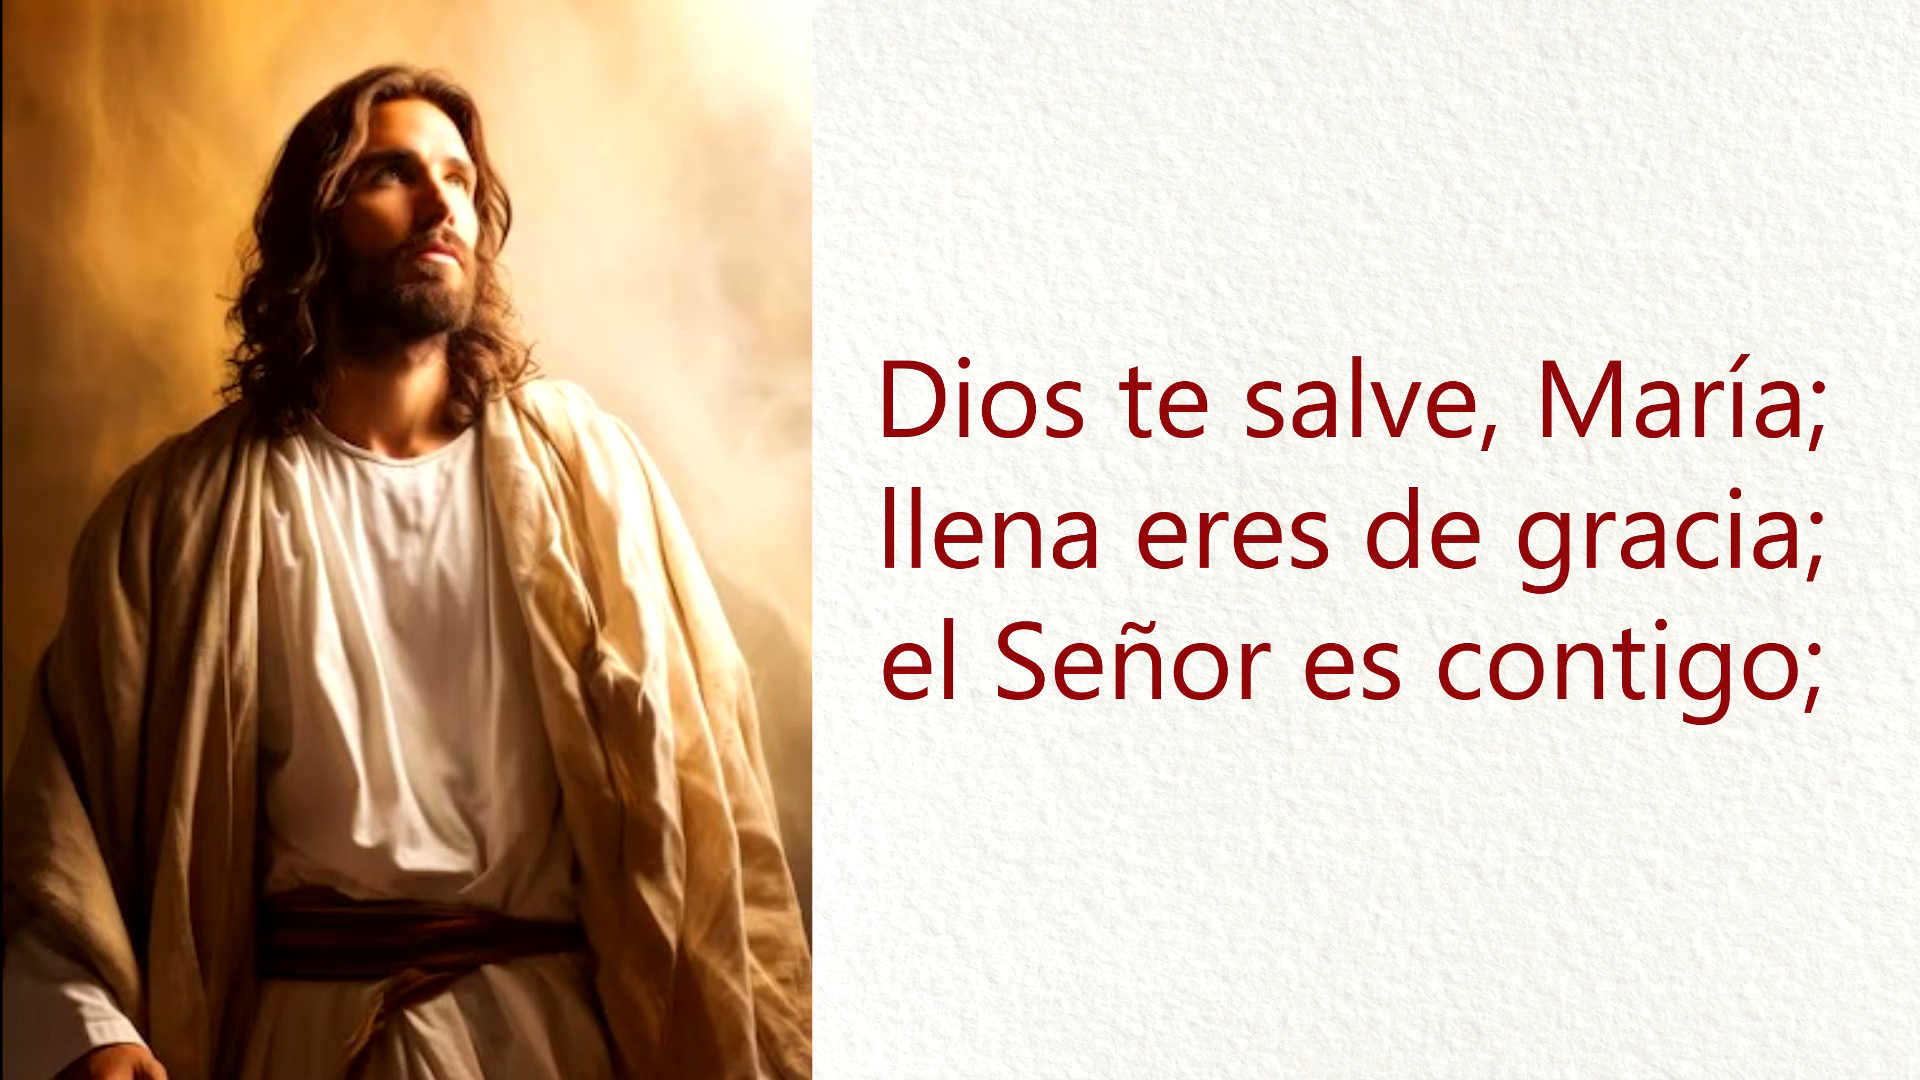 Dios te salve, María;
llena eres de gracia;
el Señor es contigo;